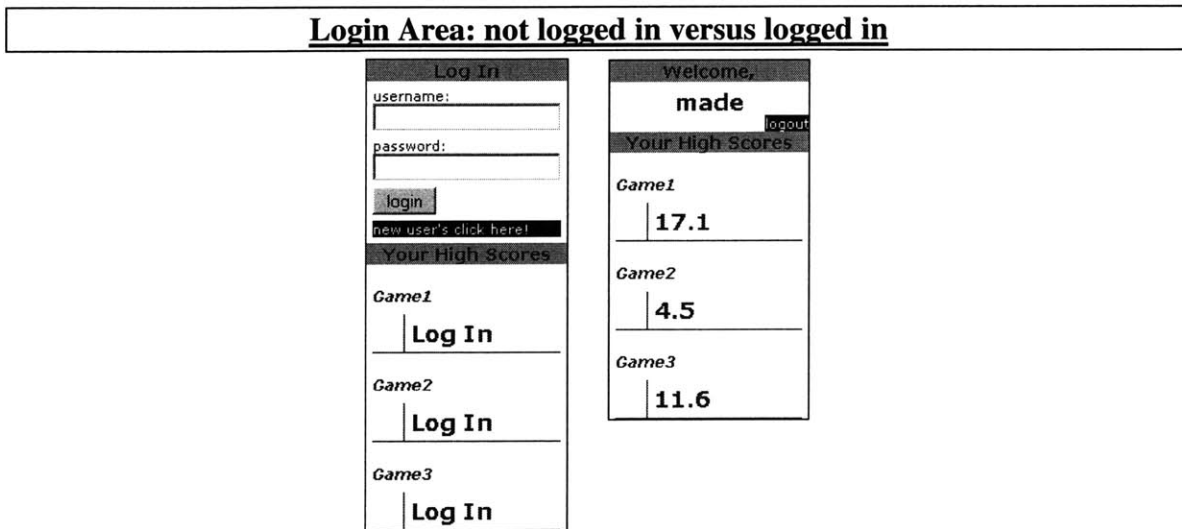 Login Area: not logged in versus logged in
Log In
username:
password:
login
new user's click here!
Your High Scores
Game1
Log In
Game2
Log In
Game3
Log In
Welcome,
made
logout
Your High Scores
Game1
17.1
Game2
4.5
Game3
11.6